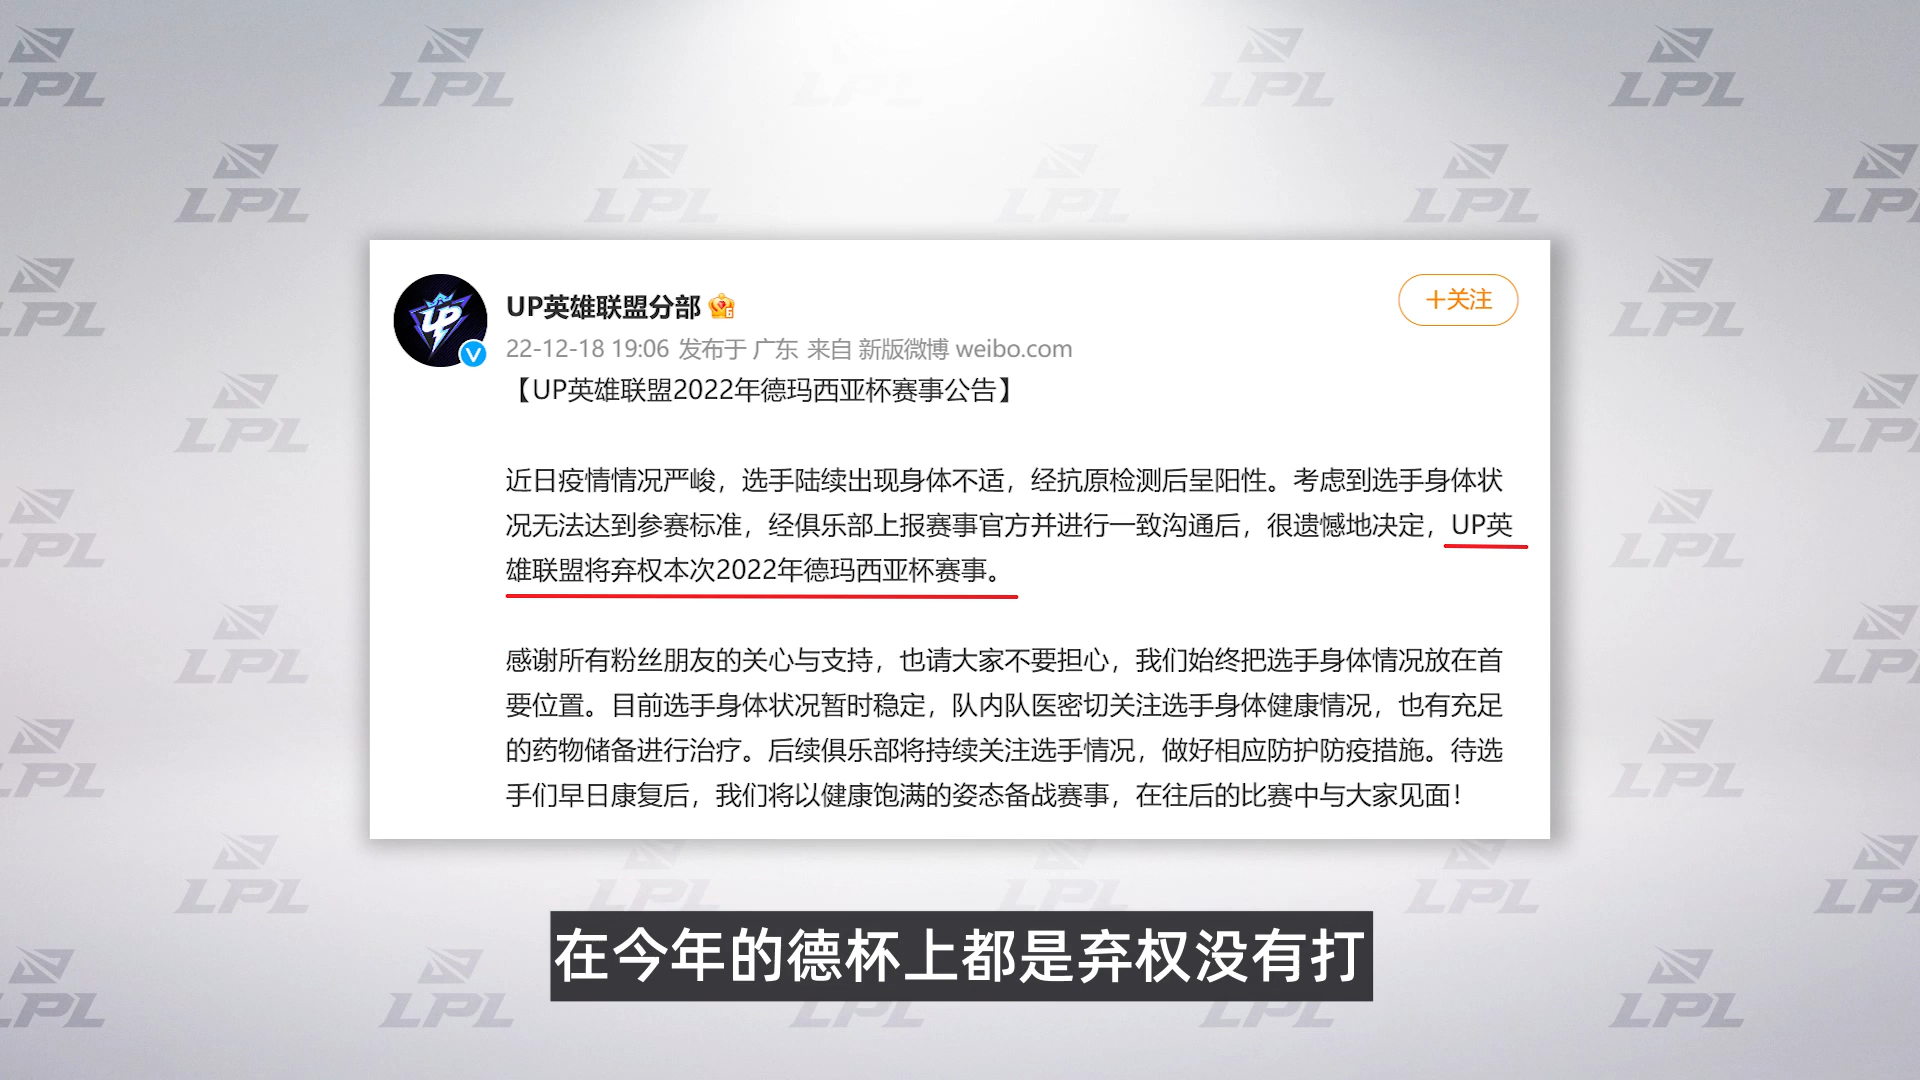 LPL LPL LPL LPL LPL
LPL LPL LPL LPL LPL
UP英雄联盟分部
+关注
22-12-18 19:06 发布于 广东 来自 新版微博 weibo.com
【UP英雄联盟2022年德玛西亚杯赛事公告】
近日疫情情况严峻，选手陆续出现身体不适，经抗原检测后呈阳性。考虑到选手身体状
况无法达到参赛标准，经俱乐部上报赛事官方并进行一致沟通后，很遗憾地决定，UP英
雄联盟将弃权本次2022年德玛西亚杯赛事。
感谢所有粉丝朋友的关心与支持，也请大家不要担心，我们始终把选手身体情况放在首
要位置。目前选手身体状况暂时稳定，队内队医密切关注选手身体健康情况，也有充足
的药物储备进行治疗。后续俱乐部将持续关注选手情况，做好相应防护防疫措施。待选
手们早日康复后，我们将以健康饱满的姿态备战赛事，在往后的比赛中与大家见面！
在今年的德杯上都是弃权没有打